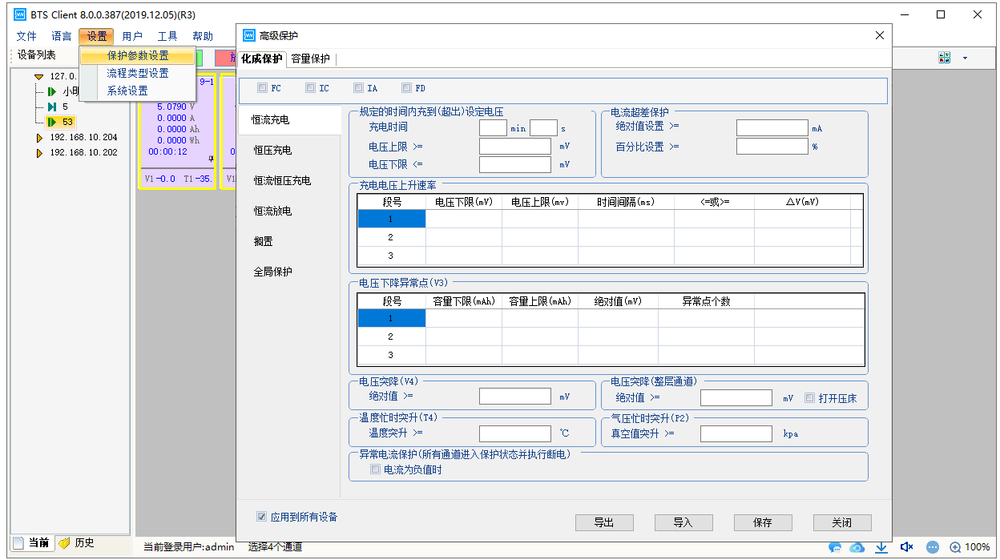 BTS Client 8.0.0.387(2019.12.05)(R3)
文件 语言 设置 用户 工具 帮助
设备列表
保护参数设置
流程类型设置
系统设置
127.0.
5
53
192.168.10.204
192.168.10.202
9-1
5.0790 V
0.0000 A
0.0000 Ah
0.0000 Wh
00:00:12
V1-0.0 T1-35.
高级保护
化成保护 容量保护
FC IC IA FD
恒流充电
恒压充电
恒流恒压充电
恒流放电
搁置
全局保护
规定的时间内充到(超出)设定电压
充电时间 min s
电压上限 >= mV
电压下限 <= mV
电流超差保护
绝对值设置 >= mA
百分比设置 >= %
充电电压上升速率
段号 电压下限(mV) 电压上限(mv) 时间间隔(ms) <=或>= △V(mV)
1
2
3
电压下降异常点(V3)
段号 容量下限(mAh) 容量上限(mAh) 绝对值(mV) 异常点个数
1
2
3
电压突降(V4)
绝对值 >= mV
电压突降(整层通道)
绝对值 >= mV 打开压床
温度忙时突升(T4)
温度突升 >= ℃
气压忙时突升(P2)
真空值突升 >= kpa
异常电流保护(所有通道进入保护状态并执行断电)
电流为负值时
应用到所有设备
导出 导入 保存 关闭
当前 历史
当前登录用户:admin 选择4个通道
100%